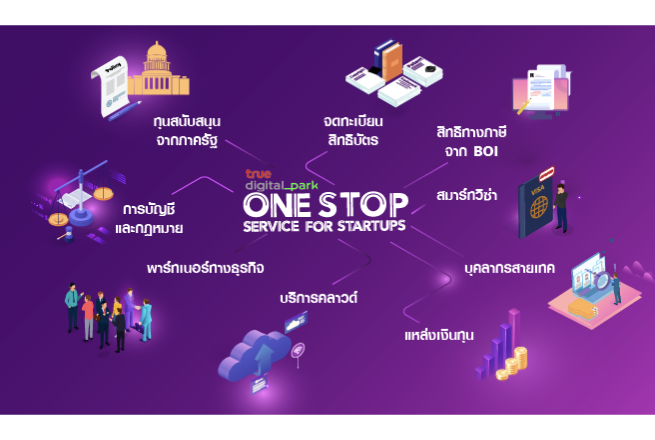 Policy
ทุนสนับสนุน
จากภาครัฐ
จดทะเบียน
สิทธิบัตร
สิทธิทางภาษี
จาก BOI
true
digital_park
ONE STOP
SERVICE FOR STARTUPS
การบัญชี
และกฎหมาย
สมาร์ทวีซ่า
VISA
พาร์ทเนอร์ทางธุรกิจ
บุคลากรสายเทค
บริการคลาวด์
แหล่งเงินทุน